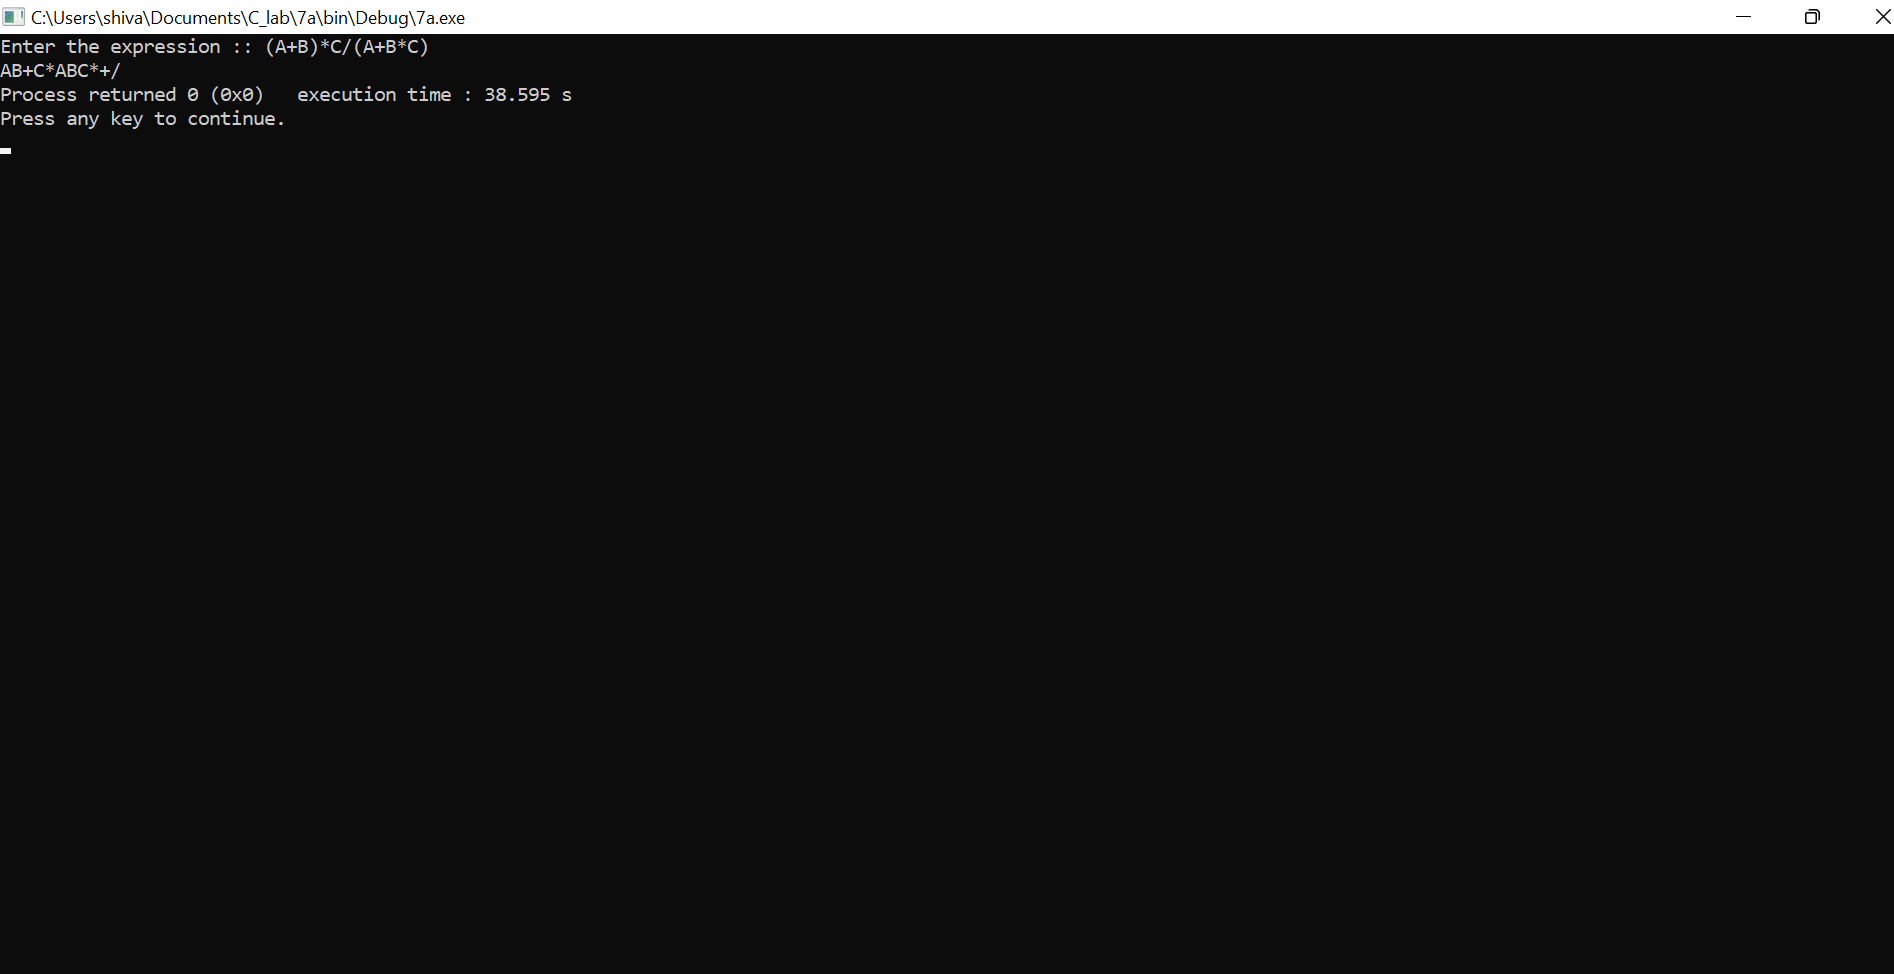 C:\Users\shiva\Documents\C_lab\7a\bin\Debug\7a.exe
Enter the expression :: (A+B)*C/(A+B*C)
AB+C*ABC*+/
Process returned 0 (0x0)   execution time : 38.595 s
Press any key to continue.